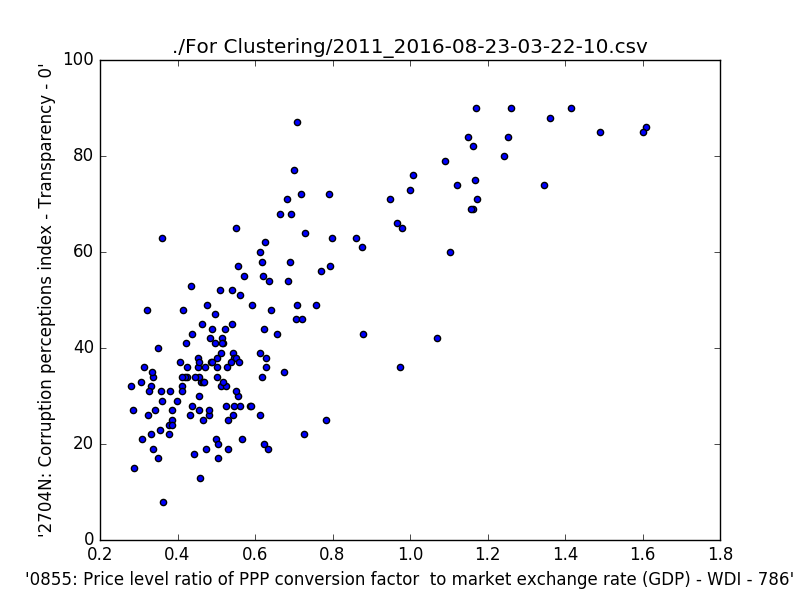 ./For Clustering/2011_2016-08-23-03-22-10.csv
100
80
60
40
20
0
'2704N: Corruption perceptions index - Transparency - 0'
0.2 0.4 0.6 0.8 1.0 1.2 1.4 1.6 1.8
'0855: Price level ratio of PPP conversion factor  to market exchange rate (GDP) - WDI - 786'